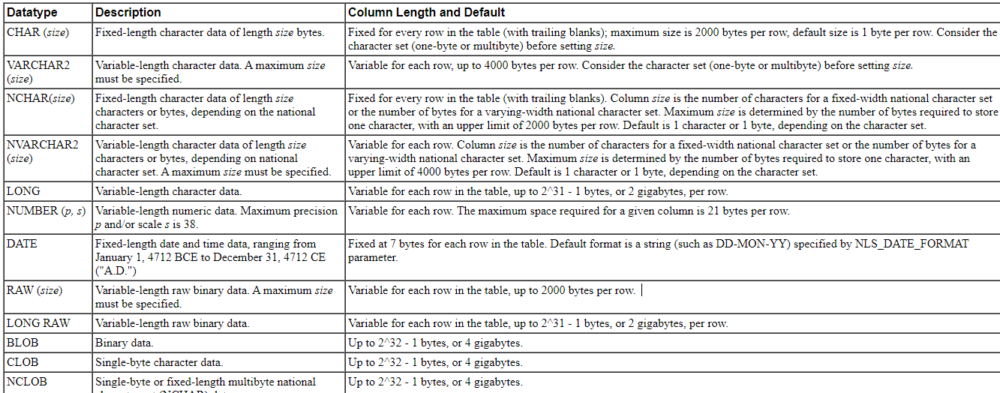 Datatype Description Column Length and Default
CHAR (size) Fixed-length character data of length size bytes. Fixed for every row in the table (with trailing blanks); maximum size is 2000 bytes per row, default size is 1 byte per row. Consider the
character set (one-byte or multibyte) before setting size.
VARCHAR2 Variable-length character data. A maximum size Variable for each row, up to 4000 bytes per row. Consider the character set (one-byte or multibyte) before setting size.
(size) must be specified.
NCHAR(size) Fixed-length character data of length size Fixed for every row in the table (with trailing blanks). Column size is the number of characters for a fixed-width national character set
characters or bytes, depending on the national or the number of bytes for a varying-width national character set. Maximum size is determined by the number of bytes required to store
character set. one character, with an upper limit of 2000 bytes per row. Default is 1 character or 1 byte, depending on the character set.
NVARCHAR2 Variable-length character data of length size Variable for each row. Column size is the number of characters for a fixed-width national character set or the number of bytes for a
(size) characters or bytes, depending on national varying-width national character set. Maximum size is determined by the number of bytes required to store one character, with an
character set. A maximum size must be specified. upper limit of 4000 bytes per row. Default is 1 character or 1 byte, depending on the character set.
LONG Variable-length character data. Variable for each row in the table, up to 2^31 - 1 bytes, or 2 gigabytes, per row.
NUMBER (p, s) Variable-length numeric data. Maximum precision Variable for each row. The maximum space required for a given column is 21 bytes per row.
p and/or scale s is 38.
DATE Fixed-length date and time data, ranging from Fixed at 7 bytes for each row in the table. Default format is a string (such as DD-MON-YY) specified by NLS_DATE_FORMAT
January 1, 4712 BCE to December 31, 4712 CE parameter.
("A.D.")
RAW (size) Variable-length raw binary data. A maximum size Variable for each row in the table, up to 2000 bytes per row.
must be specified.
LONG RAW Variable-length raw binary data. Variable for each row in the table, up to 2^31 - 1 bytes, or 2 gigabytes, per row.
BLOB Binary data. Up to 2^32 - 1 bytes, or 4 gigabytes.
CLOB Single-byte character data. Up to 2^32 - 1 bytes, or 4 gigabytes.
NCLOB Single-byte or fixed-length multibyte national Up to 2^32 - 1 bytes, or 4 gigabytes.